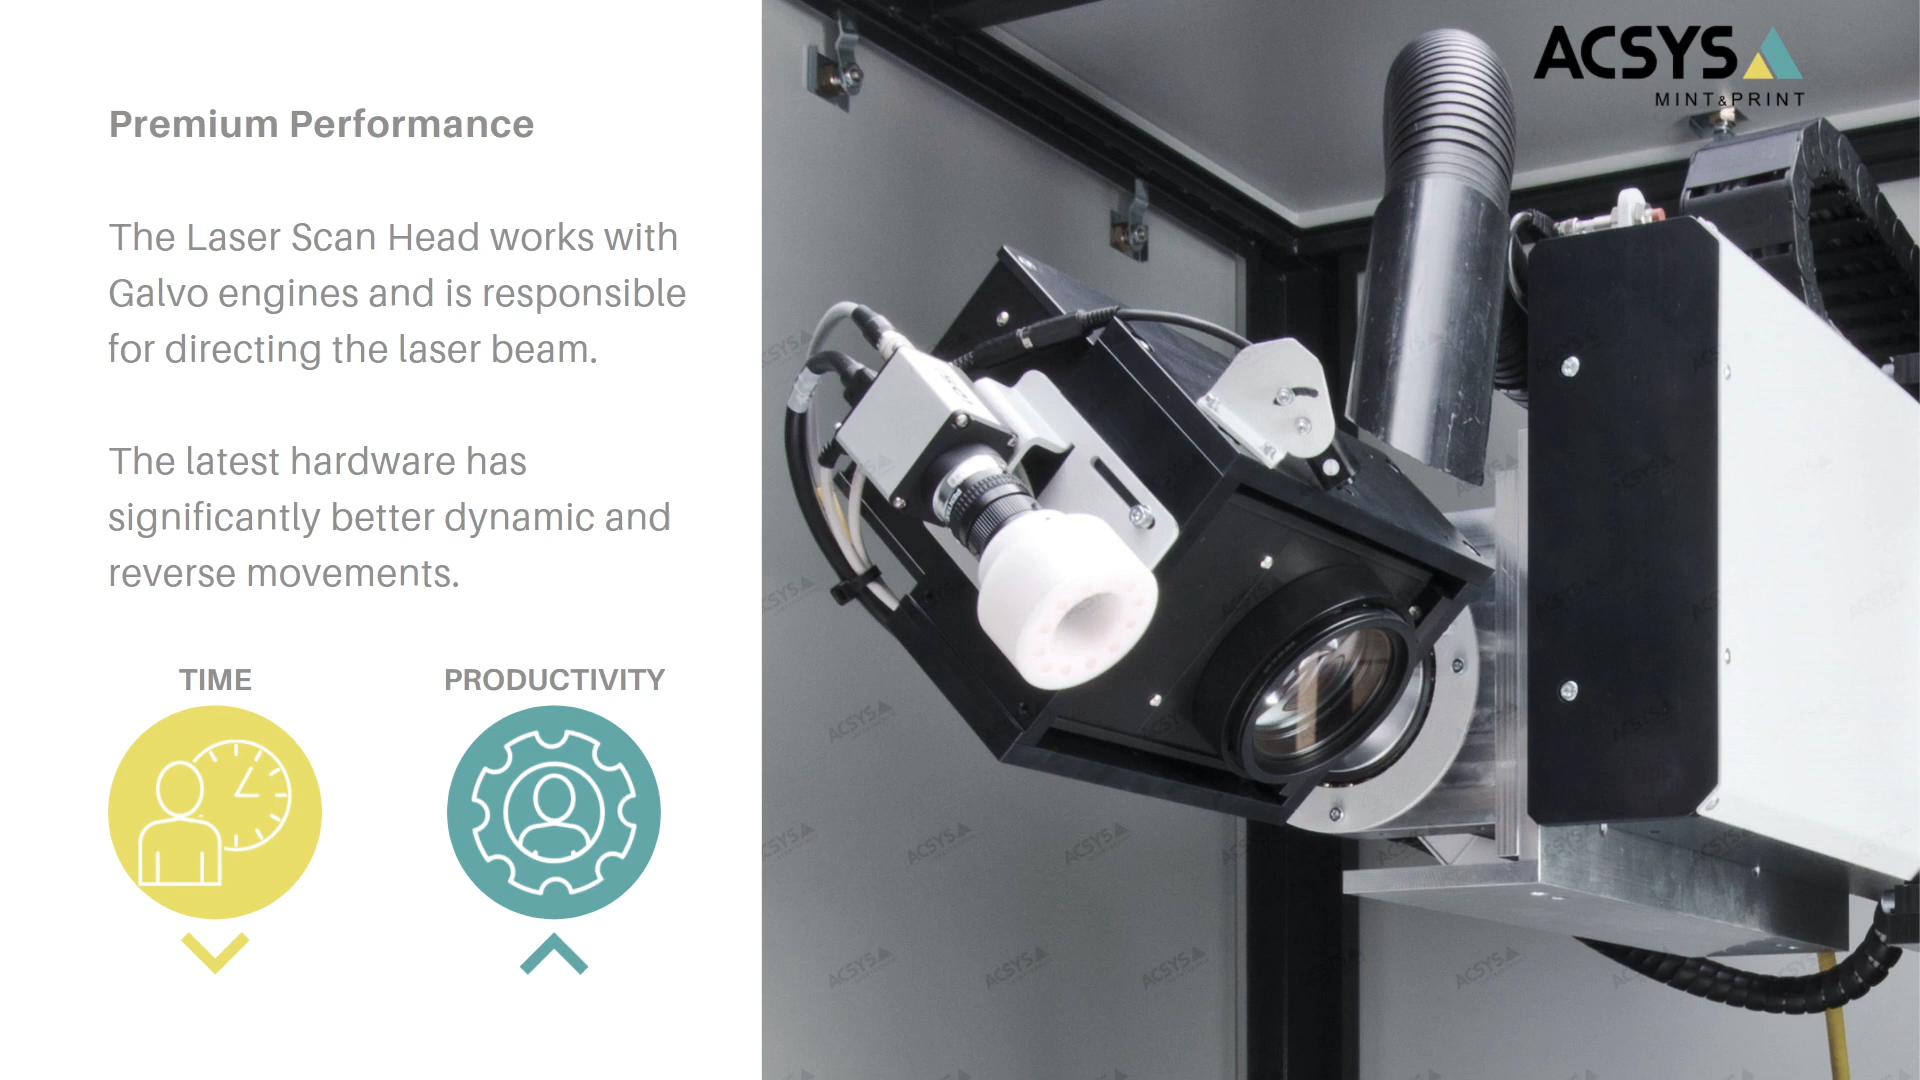 ACSYS
MINT&PRINT
Premium Performance
The Laser Scan Head works with
Galvo engines and is responsible
for directing the laser beam.
The latest hardware has
significantly better dynamic and
reverse movements.
TIME
PRODUCTIVITY